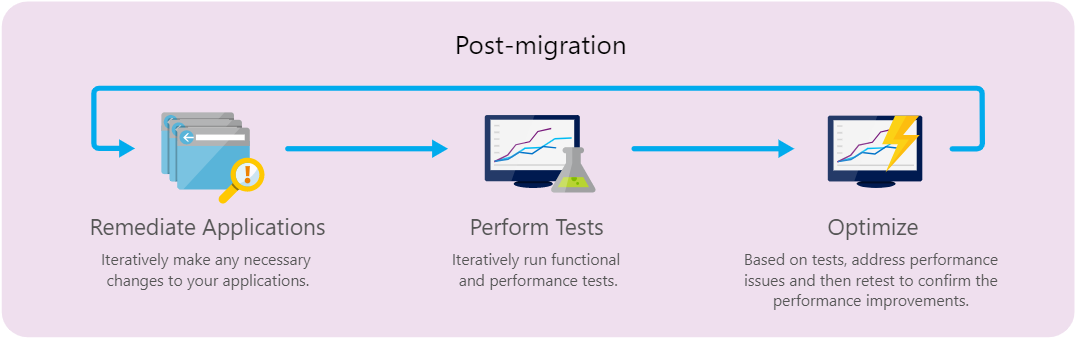 Post-migration
Remediate Applications
Iteratively make any necessary
changes to your applications.
Perform Tests
Iteratively run functional
and performance tests.
Optimize
Based on tests, address performance
issues and then retest to confirm the
performance improvements.